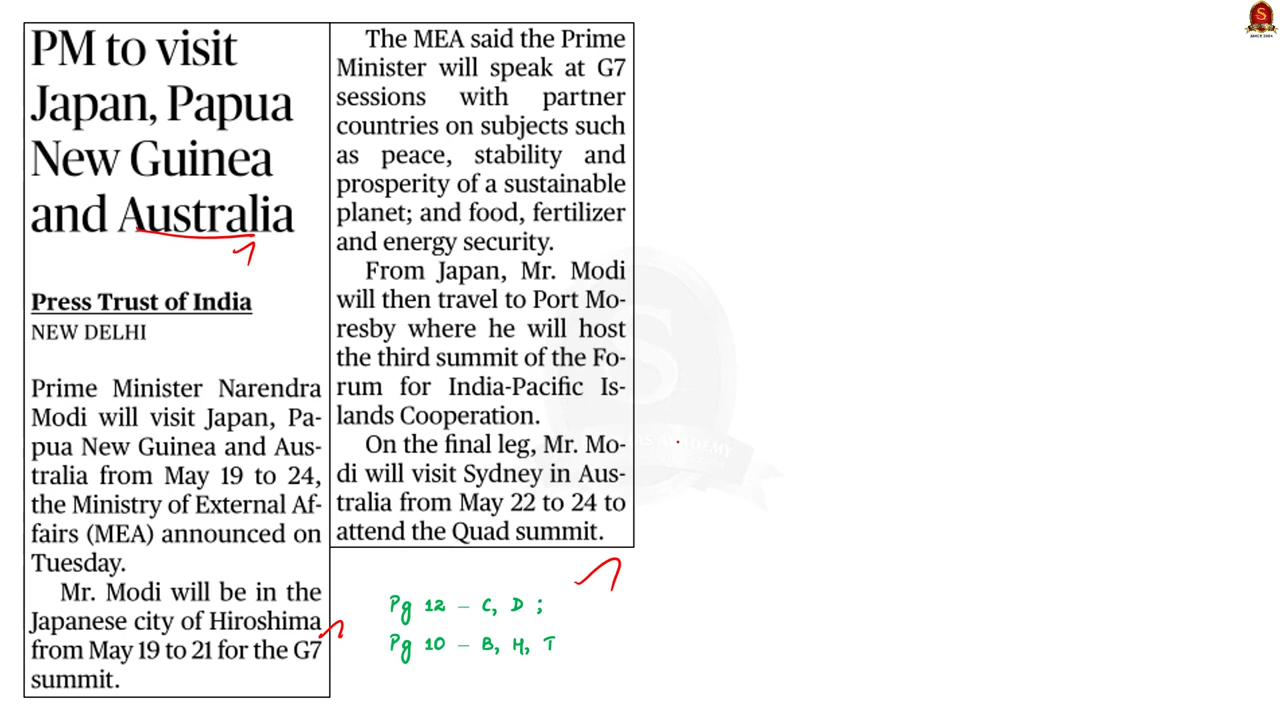 PM to visit
Japan, Papua
New Guinea
and Australia
Press Trust of India
NEW DELHI
Prime Minister Narendra
Modi will visit Japan, Pa-
pua New Guinea and Aus-
tralia from May 19 to 24,
the Ministry of External Af-
fairs (MEA) announced on
Tuesday.
Mr. Modi will be in the
Japanese city of Hiroshima
from May 19 to 21 for the G7
summit.
The MEA said the Prime
Minister will speak at G7
sessions with partner
countries on subjects such
as peace, stability and
prosperity of a sustainable
planet; and food, fertilizer
and energy security.
From Japan, Mr. Modi
will then travel to Port Mo-
resby where he will host
the third summit of the Fo-
rum for India-Pacific Is-
lands Cooperation.
On the final leg, Mr. Mo-
di will visit Sydney in Aus-
tralia from May 22 to 24 to
attend the Quad summit.
Pg 12 – C, D ;
Pg 10 – B, H, T
S
SINCE 2004